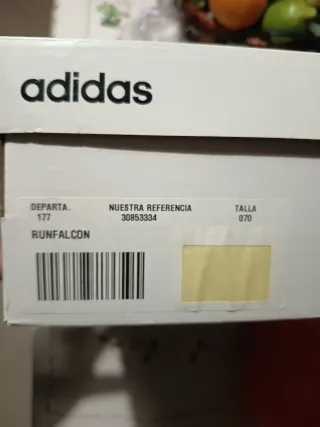 adidas
DEPARTA. NUESTRA REFERENCIA TALLA
177 30853334 070
RUNFALCON